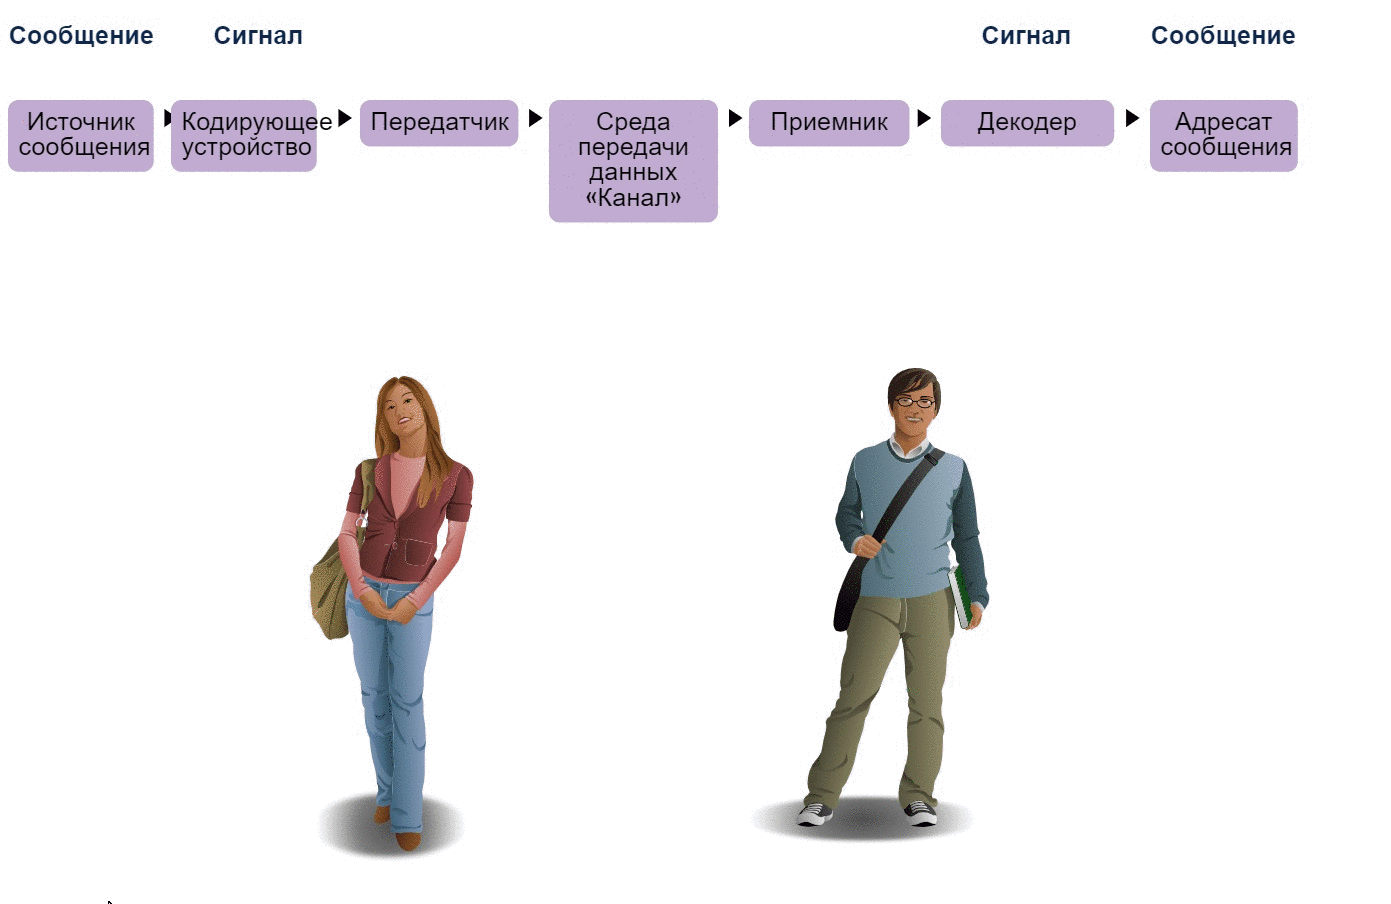 Сообщение
Сигнал
Сигнал
Сообщение
Источник
сообщения
Кодирующее
устройство
Передатчик
Среда
передачи
данных
«Канал»
Приемник
Декодер
Адресат
сообщения